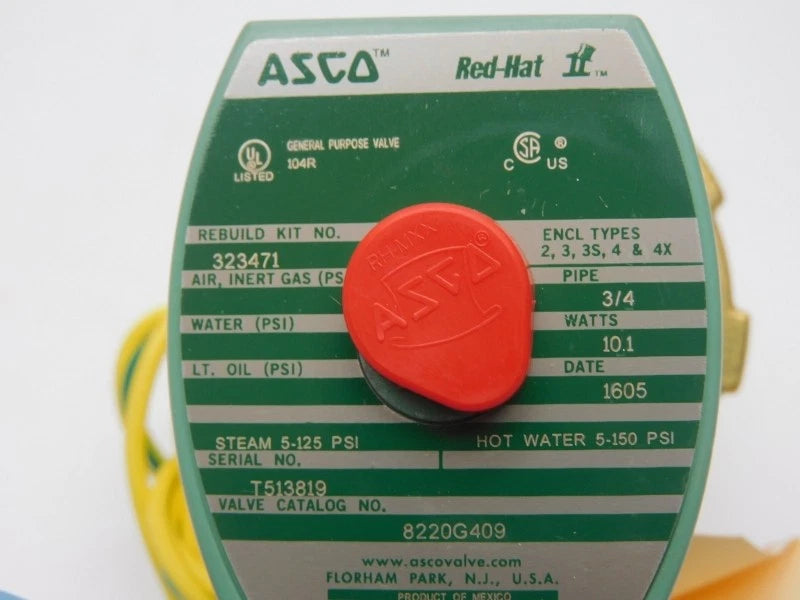 ASCO™ Red-Hat II™
UL LISTED GENERAL PURPOSE VALVE 104R
C SA ® US
REBUILD KIT NO. ENCL TYPES
323471 2, 3, 3S, 4 & 4X
AIR, INERT GAS (PS PIPE
3/4
WATER (PSI) WATTS
10.1
LT. OIL (PSI) DATE
1605
RHMXX
ASCO ©
STEAM 5-125 PSI HOT WATER 5-150 PSI
SERIAL NO.
T513819
VALVE CATALOG NO.
8220G409
www.ascovalve.com
FLORHAM PARK, N.J., U.S.A.
PRODUCT OF MEXICO